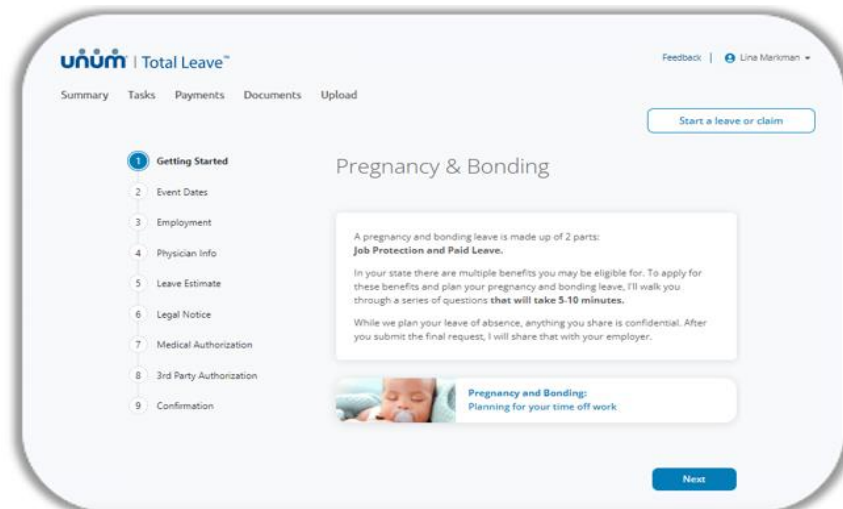 unum | Total Leave™
Feedback | Lina Markman
Summary Tasks Payments Documents Upload
Start a leave or claim
1 Getting Started
2 Event Dates
3 Employment
4 Physician Info
5 Leave Estimate
6 Legal Notice
7 Medical Authorization
8 3rd Party Authorization
9 Confirmation
Pregnancy & Bonding
A pregnancy and bonding leave is made up of 2 parts:
Job Protection and Paid Leave.
In your state there are multiple benefits you may be eligible for. To apply for
these benefits and plan your pregnancy and bonding leave, I'll walk you
through a series of questions that will take 5-10 minutes.
While we plan your leave of absence, anything you share is confidential. After
you submit the final request, I will share that with your employer.
Pregnancy and Bonding:
Planning for your time off work
Next